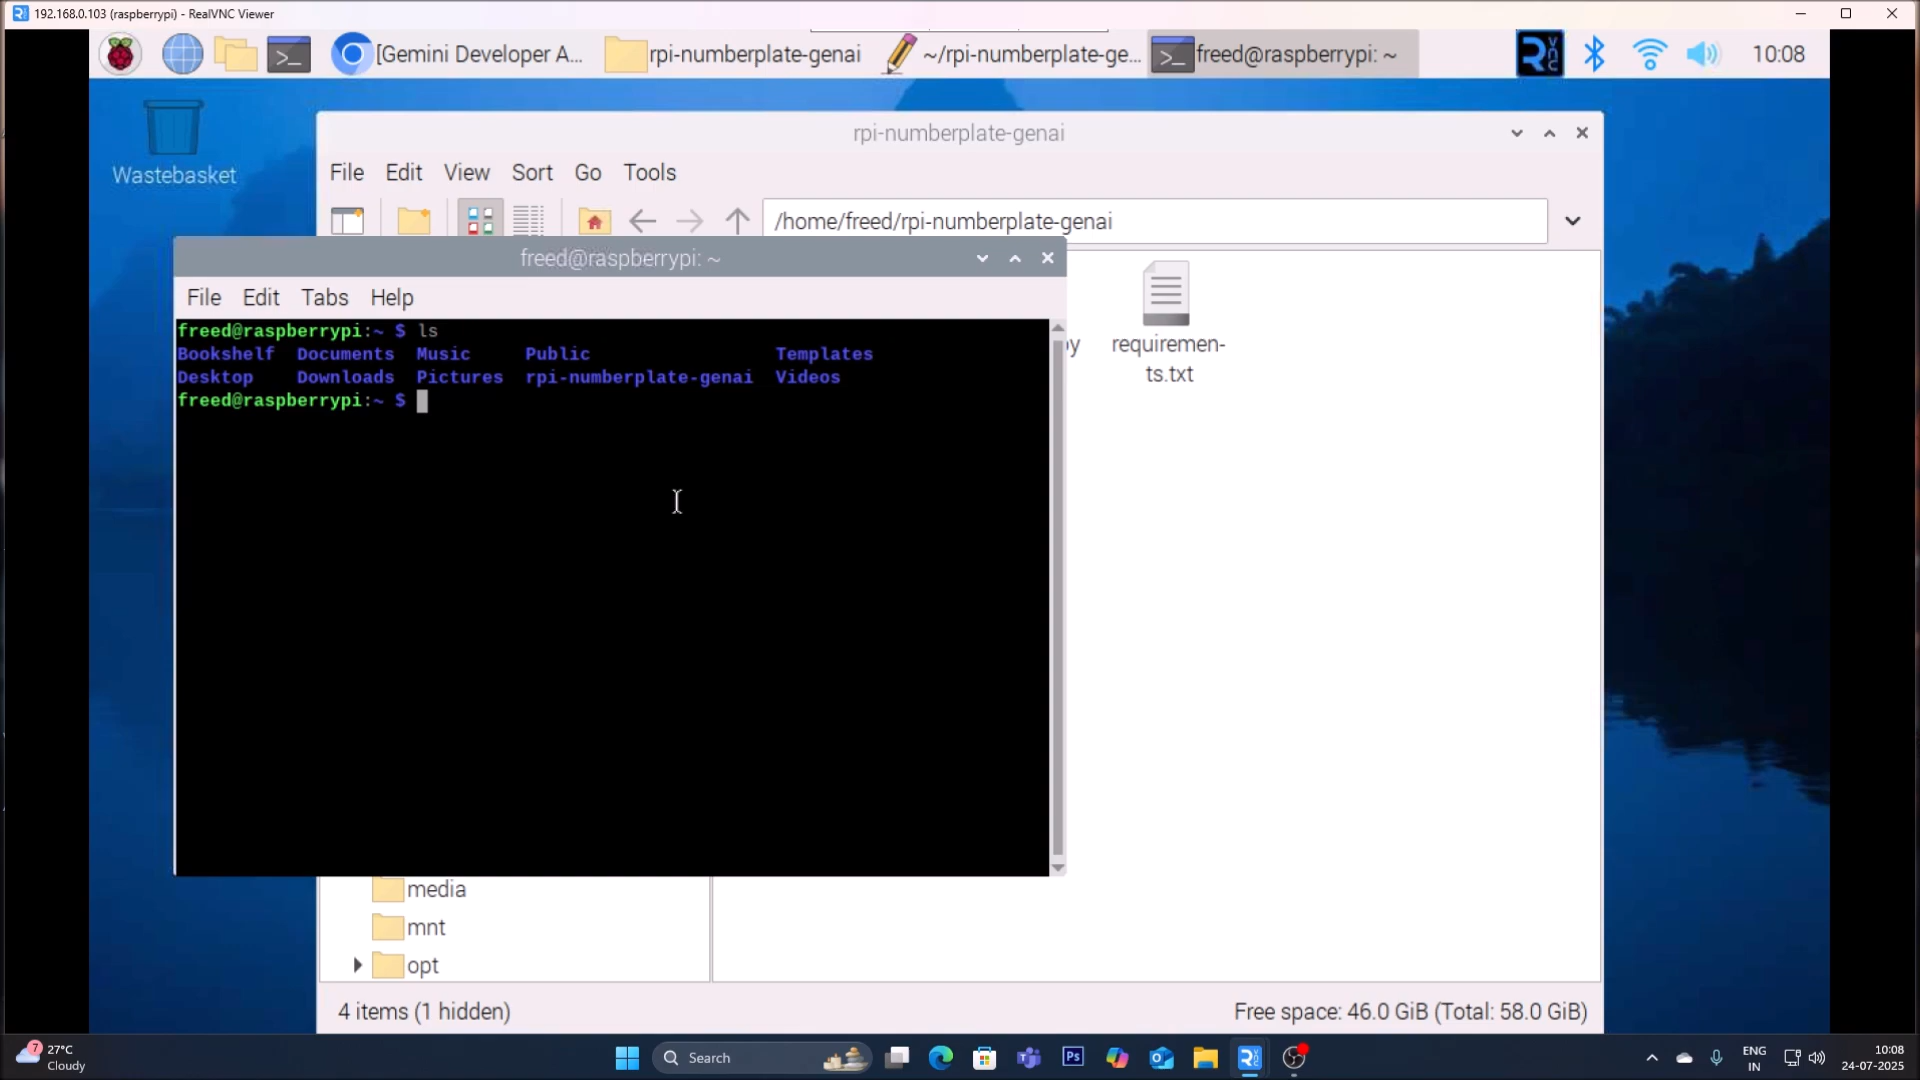 192.168.0.103 (raspberrypi) - RealVNC Viewer
[Gemini Developer A...
rpi-numberplate-genai
~/rpi-numberplate-ge...
freed@raspberrypi: ~
10:08
Wastebasket
rpi-numberplate-genai
File Edit View Sort Go Tools
/home/freed/rpi-numberplate-genai
freed@raspberrypi: ~
File Edit Tabs Help
freed@raspberrypi:~ $ ls
Bookshelf Documents Music Public Templates
Desktop Downloads Pictures rpi-numberplate-genai Videos
freed@raspberrypi:~ $
y
requiremen-
ts.txt
media
mnt
opt
4 items (1 hidden)
Free space: 46.0 GiB (Total: 58.0 GiB)
7
27°C
Cloudy
Search
Ps
ENG
IN
10:08
24-07-2025